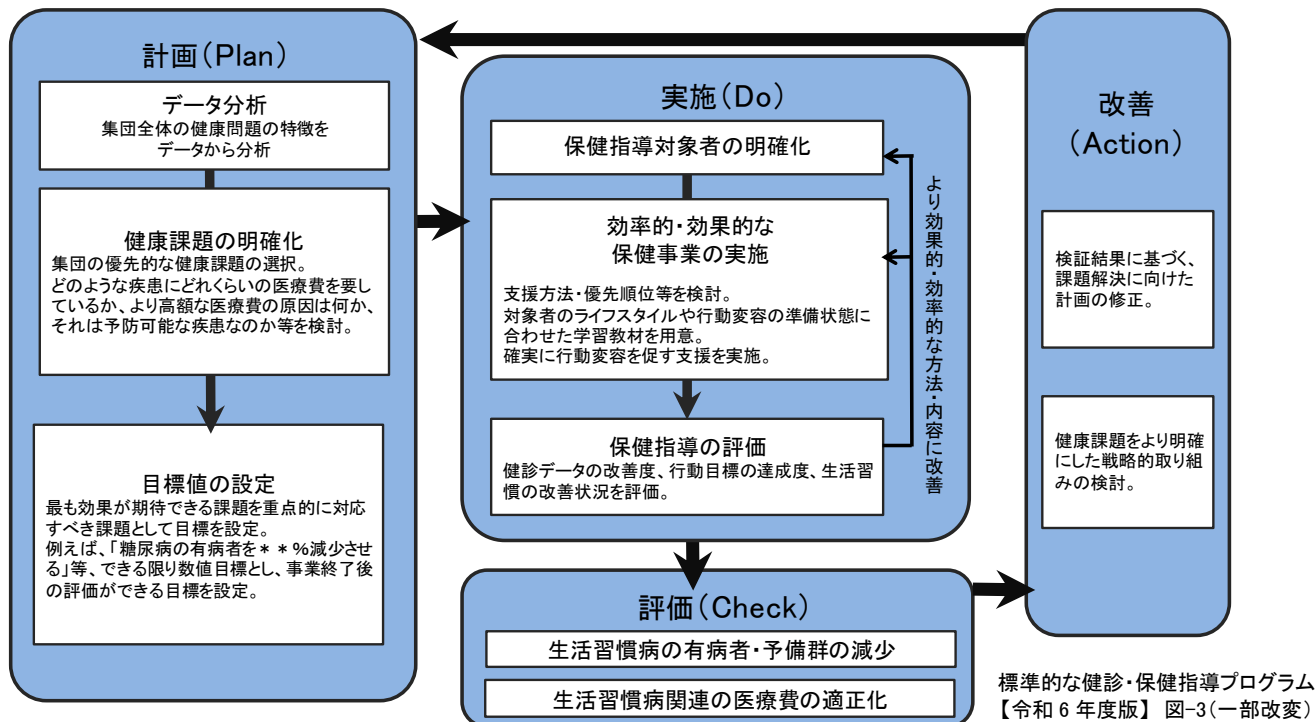 計画(Plan)
データ分析
集団全体の健康問題の特徴を
データから分析
健康課題の明確化
集団の優先的な健康課題の選択。
どのような疾患にどれくらいの医療費を要し
ているか、より高額な医療費の原因は何か、
それは予防可能な疾患なのか等を検討。
目標値の設定
最も効果が期待できる課題を重点的に対応
すべき課題として目標を設定。
例えば、「糖尿病の有病者を＊＊%減少させ
る」等、できる限り数値目標とし、事業終了後
の評価ができる目標を設定。
実施(Do)
保健指導対象者の明確化
効率的・効果的な
保健事業の実施
支援方法・優先順位等を検討。
対象者のライフスタイルや行動変容の準備状態に
合わせた学習教材を用意。
確実に行動変容を促す支援を実施。
保健指導の評価
健診データの改善度、行動目標の達成度、生活習
慣の改善状況を評価。
より効果的・効率的な方法・内容に改善
評価(Check)
生活習慣病の有病者・予備群の減少
生活習慣病関連の医療費の適正化
改善
(Action)
検証結果に基づく、
課題解決に向けた
計画の修正。
健康課題をより明確
にした戦略的取り組
みの検討。
標準的な健診・保健指導プログラム
【令和 6 年度版】 図-3(一部改変)